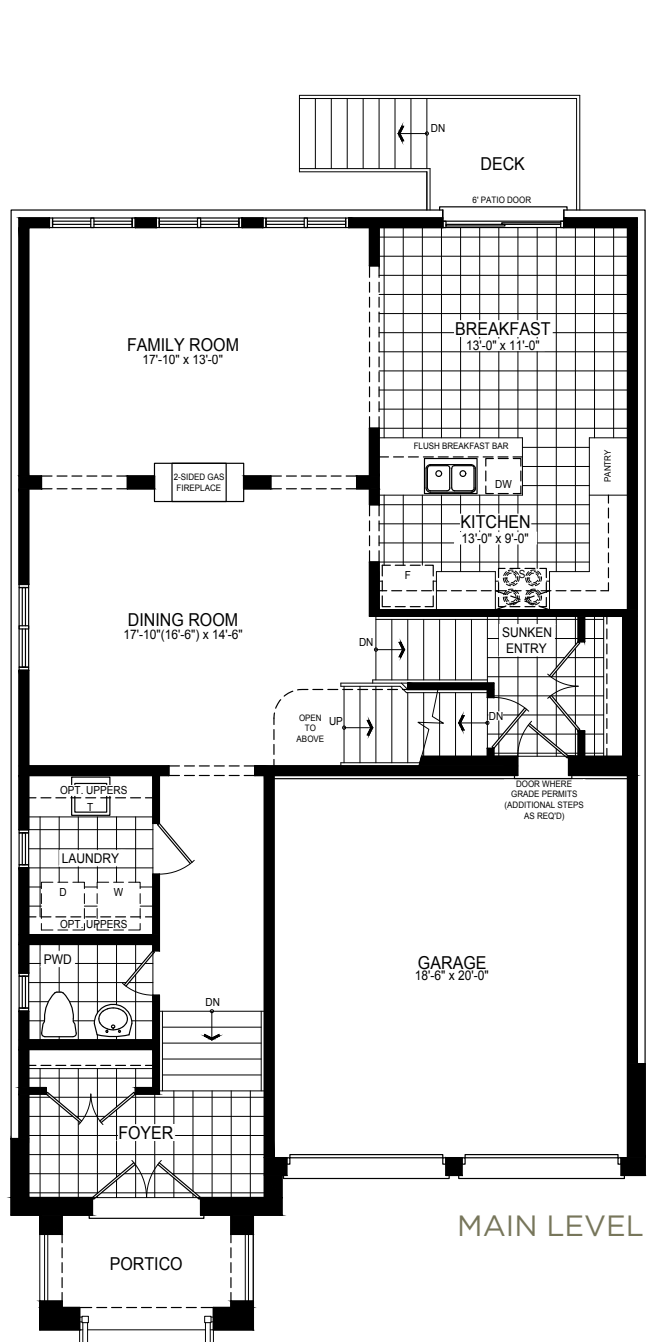 DN
DECK
6' PATIO DOOR
BREAKFAST
13'-0" x 11'-0"
FAMILY ROOM
17'-10" x 13'-0"
FLUSH BREAKFAST BAR
PANTRY
2-SIDED GAS
FIREPLACE
DW
KITCHEN
13'-0" x 9'-0"
F
S
DINING ROOM
17'-10"(16'-6") x 14'-6"
SUNKEN
ENTRY
DN
OPEN
TO
ABOVE
UP
DN
DOOR WHERE
GRADE PERMITS
(ADDITIONAL STEPS
AS REQ'D)
OPT. UPPERS
T
LAUNDRY
D
W
OPT. UPPERS
PWD
GARAGE
18'-6" x 20'-0"
DN
FOYER
MAIN LEVEL
PORTICO